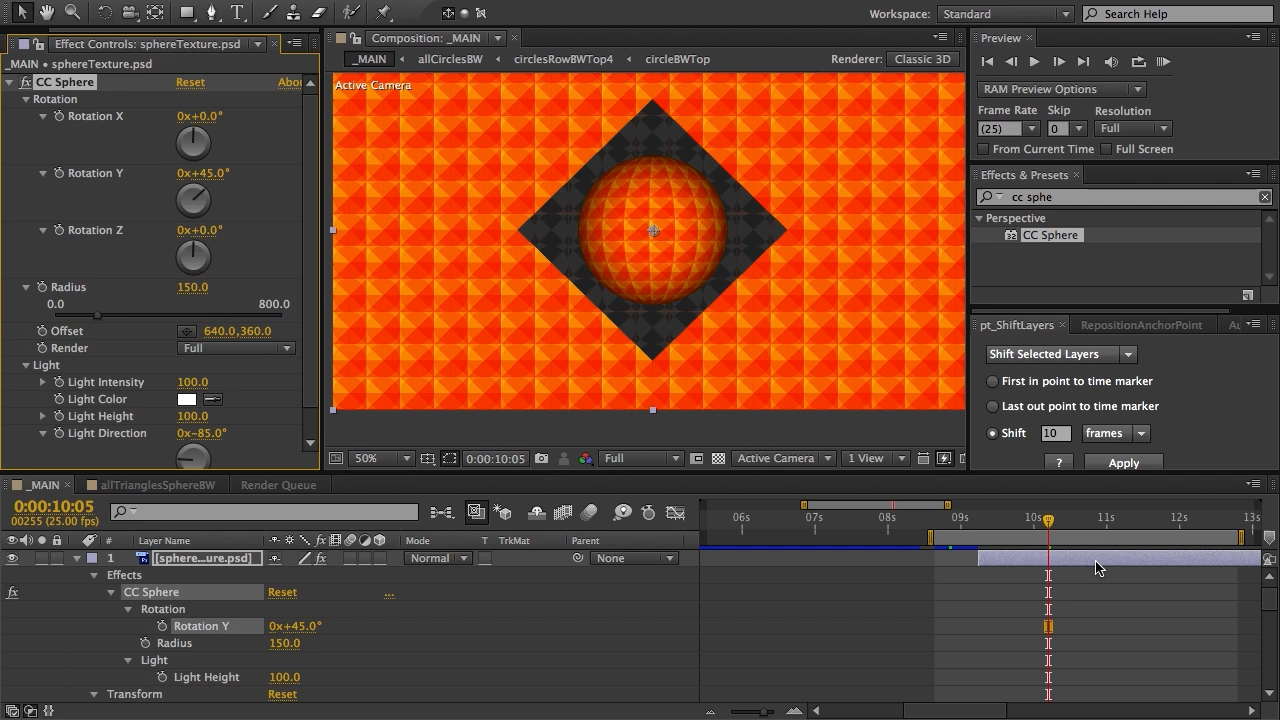 Workspace: Standard Search Help
Effect Controls: sphereTexture.psd
_MAIN • sphereTexture.psd
fx CC Sphere Reset Abou
Rotation
Rotation X 0x+0.0°
Rotation Y 0x+45.0°
Rotation Z 0x+0.0°
Radius 150.0
0.0 800.0
Offset 640.0,360.0
Render Full
Light
Light Intensity 100.0
Light Color
Light Height 100.0
Light Direction 0x-85.0°
Composition: _MAIN
_MAIN allCirclesBW circlesRowBWTop4 circleBWTop Renderer: Classic 3D
Active Camera
50% 0:00:10:05 Full Active Camera 1 View
Preview
RAM Preview Options
Frame Rate Skip Resolution
(25) 0 Full
From Current Time Full Screen
Effects & Presets
cc sphe
Perspective
CC Sphere
pt_ShiftLayers RepositionAnchorPoint Au
Shift Selected Layers
First in point to time marker
Last out point to time marker
Shift 10 frames
? Apply
_MAIN allTrianglesSphereBW Render Queue
0:00:10:05
00255 (25.00 fps)
06s 07s 08s 09s 10s 11s 12s 13s
# Layer Name Mode T TrkMat Parent
1 [sphere...ure.psd] Normal None
Effects
fx CC Sphere Reset ...
Rotation
Rotation Y 0x+45.0°
Radius 150.0
Light
Light Height 100.0
Transform Reset